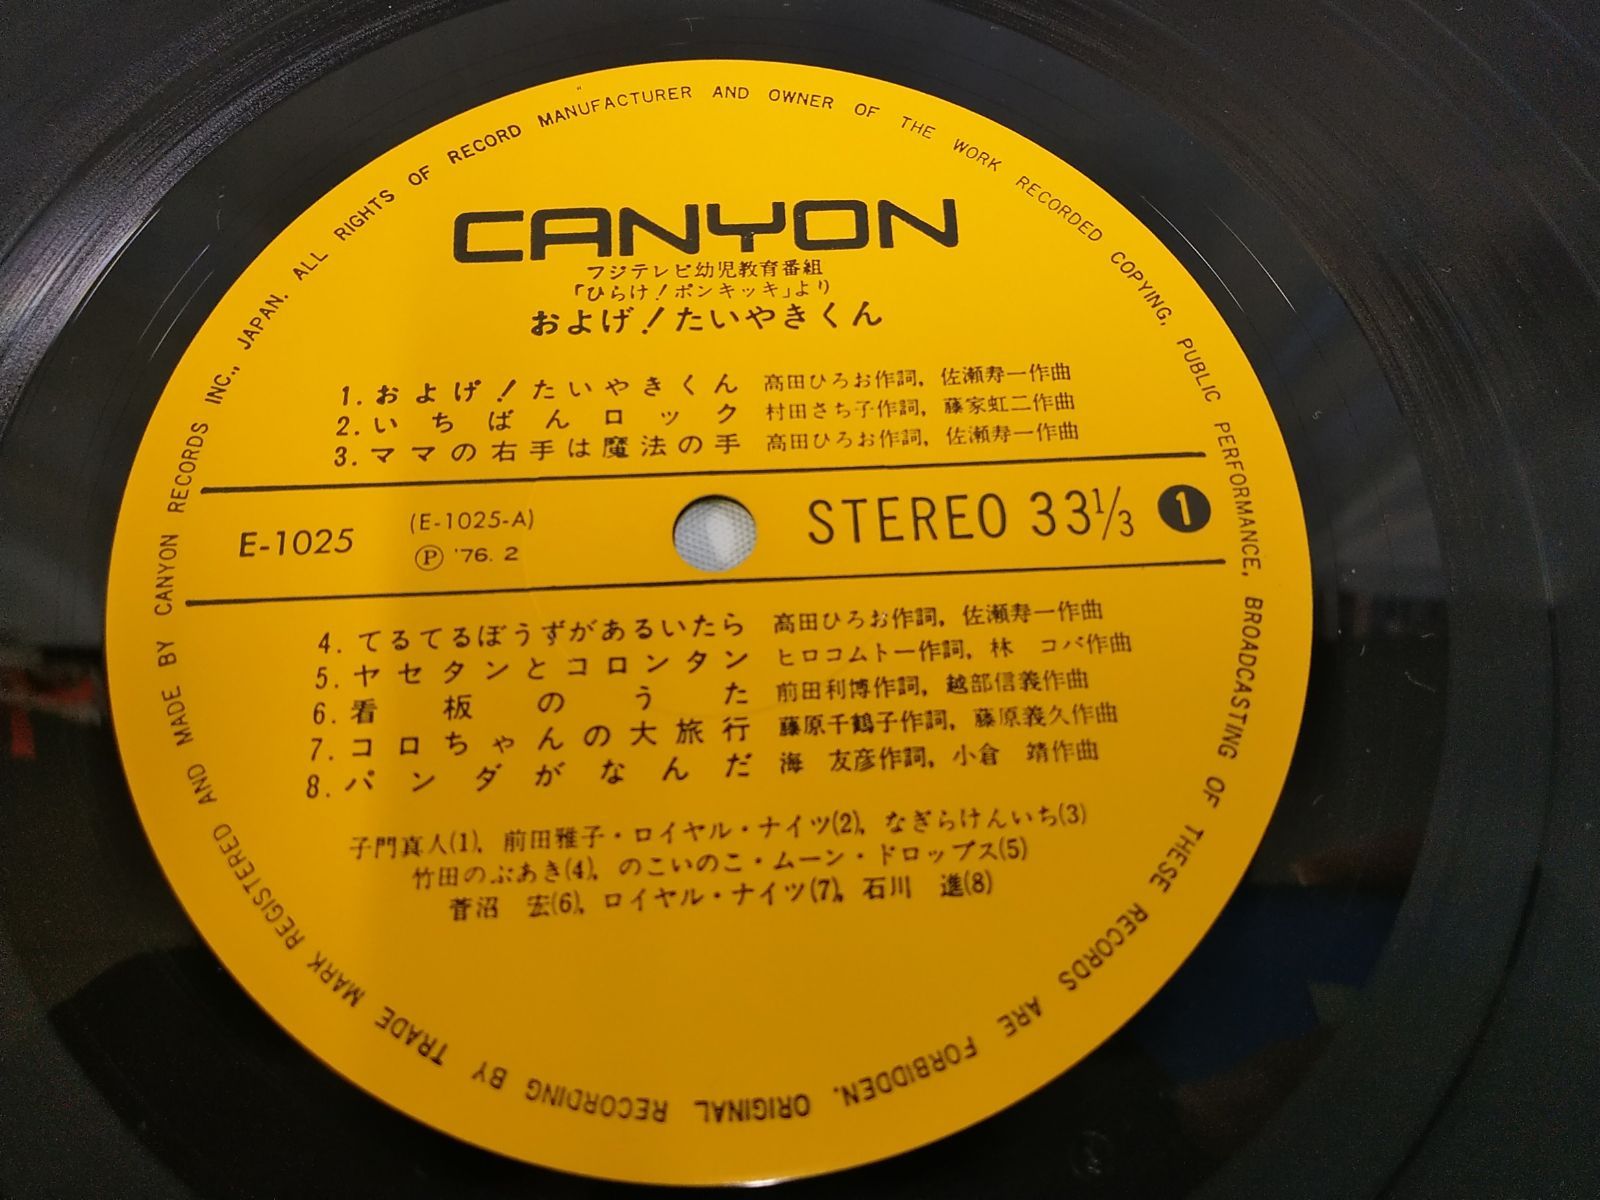 CANYON
フジテレビ幼児教育番組
「ひらけ!ポンキッキ」より
およげ!たいやきくん
1. およげ!たいやきくん 高田ひろお作詞, 佐瀬寿一作曲
2. いちばんロック 村田さち子作詞, 藤家虹二作曲
3. ママの右手は魔法の手 高田ひろお作詞, 佐瀬寿一作曲
E-1025 (E-1025-A) STEREO 33⅓ 1
Ⓟ '76. 2
4. てるてるぼうずがあるいたら 高田ひろお作詞, 佐瀬寿一作曲
5. ヤセタンとコロンタン ヒロコムトー作詞, 林 コバ作曲
6. 看板のうた 前田利博作詞, 越部信義作曲
7. コロちゃんの大旅行 藤原千鶴子作詞, 藤原義久作曲
8. パンダがなんだ 海 友彦作詞, 小倉 靖作曲
子門真人(1), 前田雅子・ロイヤル・ナイツ(2), なぎらけんいち(3)
竹田のぶあき(4), のこいのこ・ムーン・ドロップス(5)
菅沼 宏(6), ロイヤル・ナイツ(7), 石川 進(8)
ORIGINAL RECORDING BY TRADE MARK REGISTERED AND MADE BY CANYON RECORDS INC., JAPAN. ALL RIGHTS OF RECORD MANUFACTURER AND OWNER OF THE WORK RECORDED COPYING, PUBLIC PERFORMANCE, BROADCASTING OF THESE RECORDS ARE FORBIDDEN.